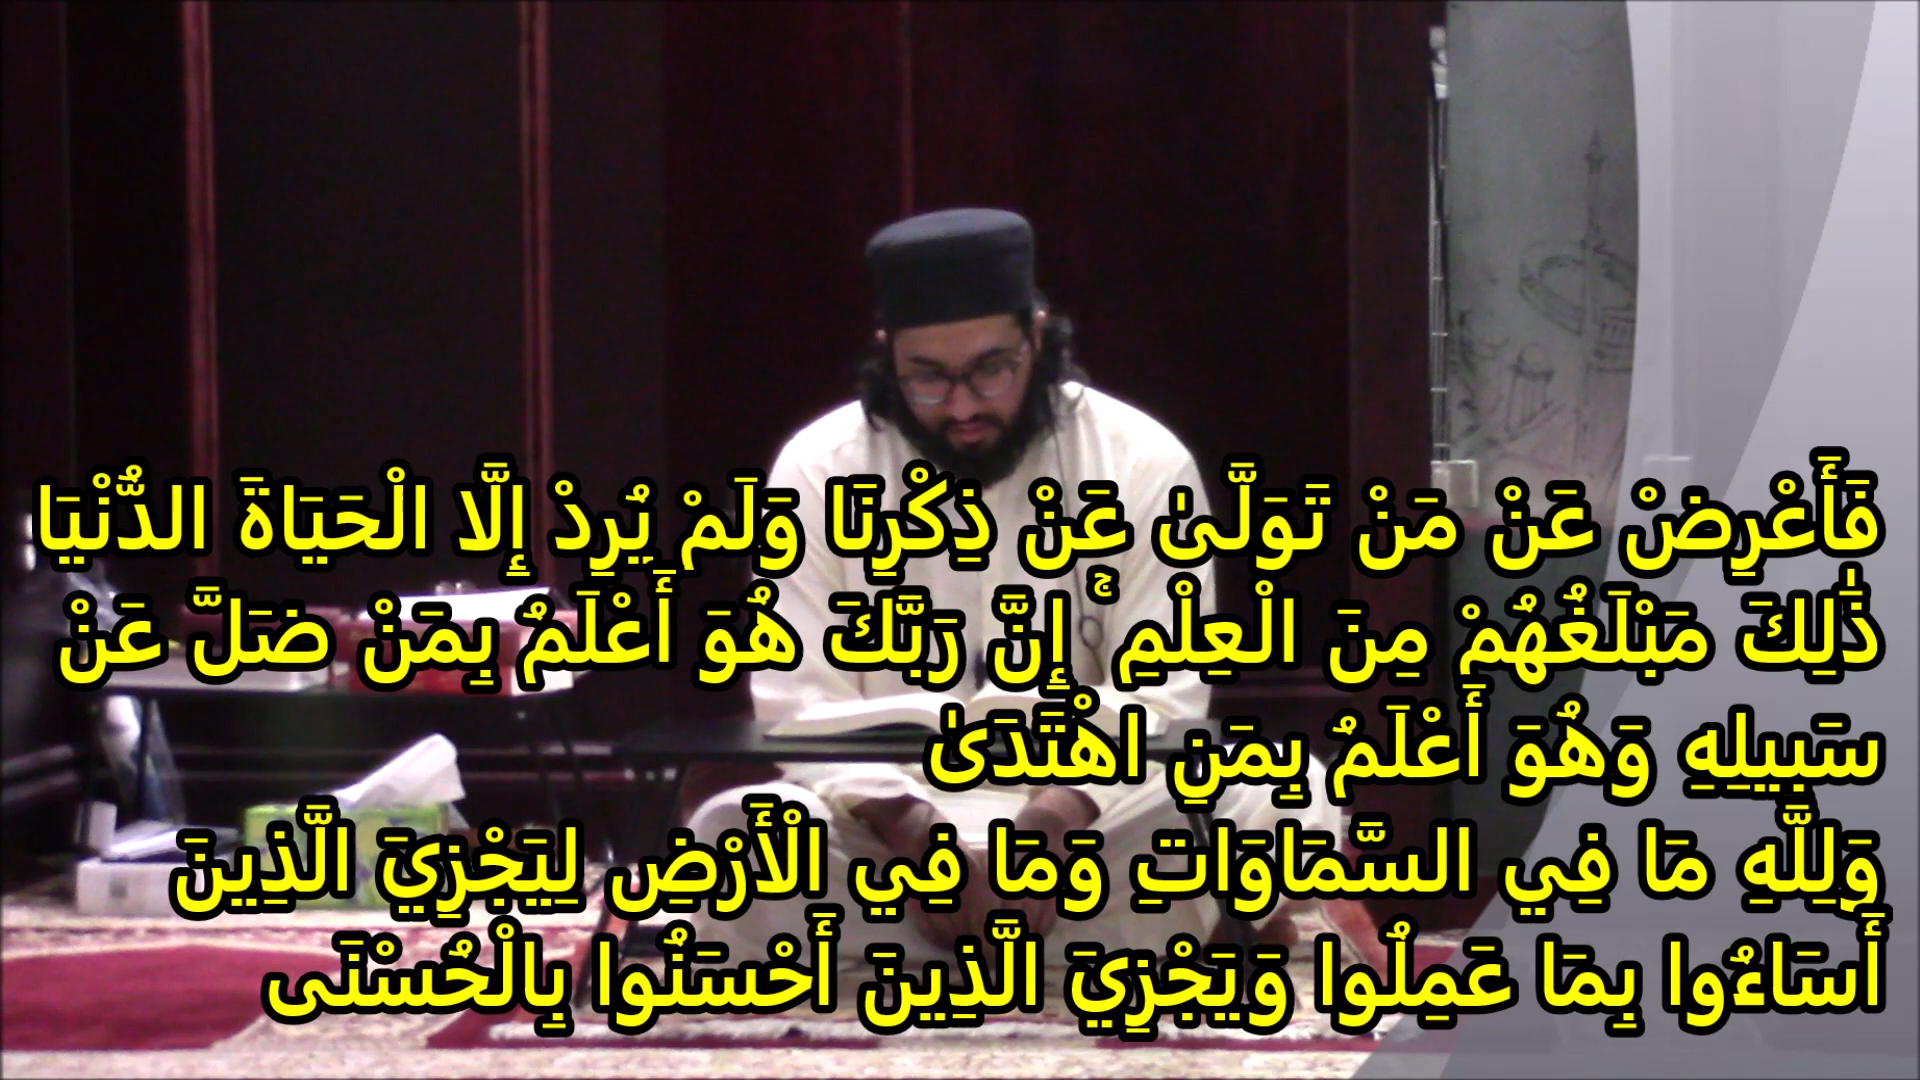 فَأَعْرِضْ عَنْ مَنْ تَوَلَّىٰ عَنْ ذِكْرِنَا وَلَمْ يُرِدْ إِلَّا الْحَيَاةَ الدُّنْيَا
ذَٰلِكَ مَبْلَغُهُمْ مِنَ الْعِلْمِ ۚ إِنَّ رَبَّكَ هُوَ أَعْلَمُ بِمَنْ ضَلَّ عَنْ
سَبِيلِهِ وَهُوَ أَعْلَمُ بِمَنِ اهْتَدَىٰ
وَلِلَّهِ مَا فِي السَّمَاوَاتِ وَمَا فِي الْأَرْضِ لِيَجْزِيَ الَّذِينَ
أَسَاءُوا بِمَا عَمِلُوا وَيَجْزِيَ الَّذِينَ أَحْسَنُوا بِالْحُسْنَى